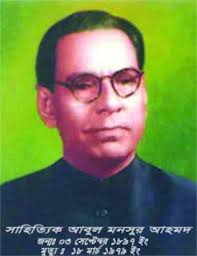 সাহিত্যিক আবুল মনসুর আহমদ
জন্মঃ ০৩ সেপ্টেম্বর ১৮৯৭ ইং
মৃত্যু ঃ ১৮ মার্চ ১৯৭৯ ইং